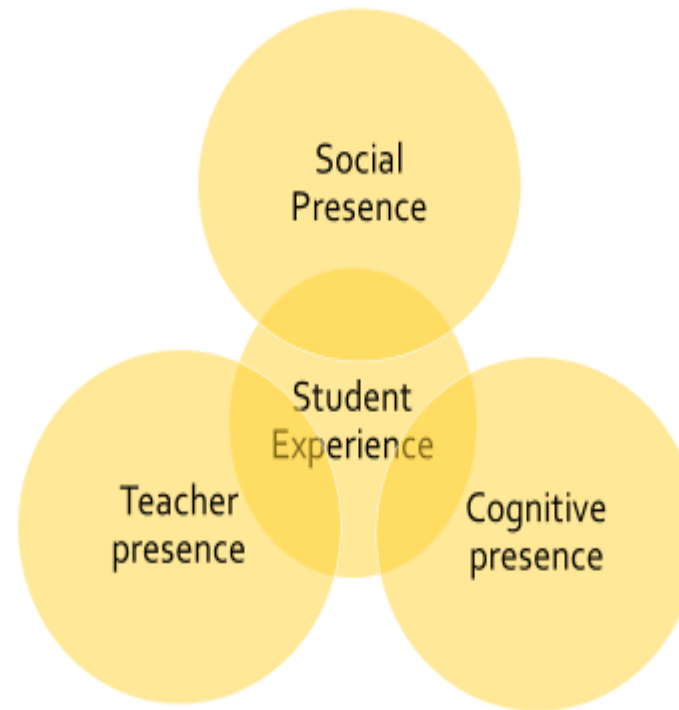 Social
Presence
Student
Experience
Teacher
presence
Cognitive
presence